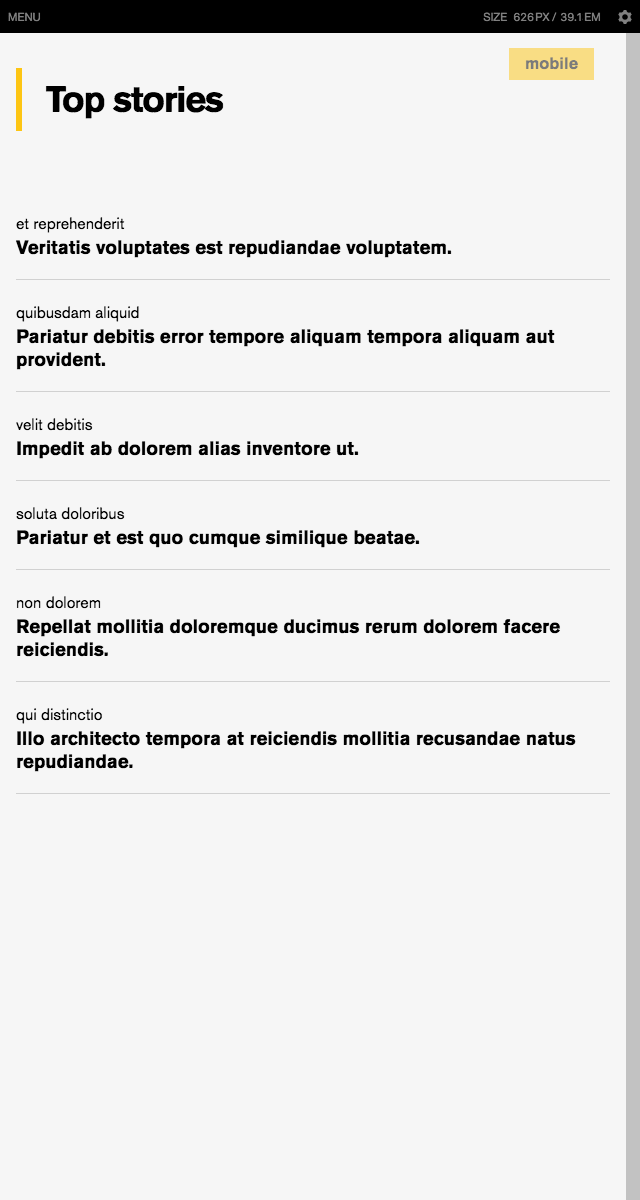 MENU
SIZE 626PX / 39.1EM
mobile
Top stories
et reprehenderit
Veritatis voluptates est repudiandae voluptatem.
quibusdam aliquid
Pariatur debitis error tempore aliquam tempora aliquam aut
provident.
velit debitis
Impedit ab dolorem alias inventore ut.
soluta doloribus
Pariatur et est quo cumque similique beatae.
non dolorem
Repellat mollitia doloremque ducimus rerum dolorem facere
reiciendis.
qui distinctio
Illo architecto tempora at reiciendis mollitia recusandae natus
repudiandae.